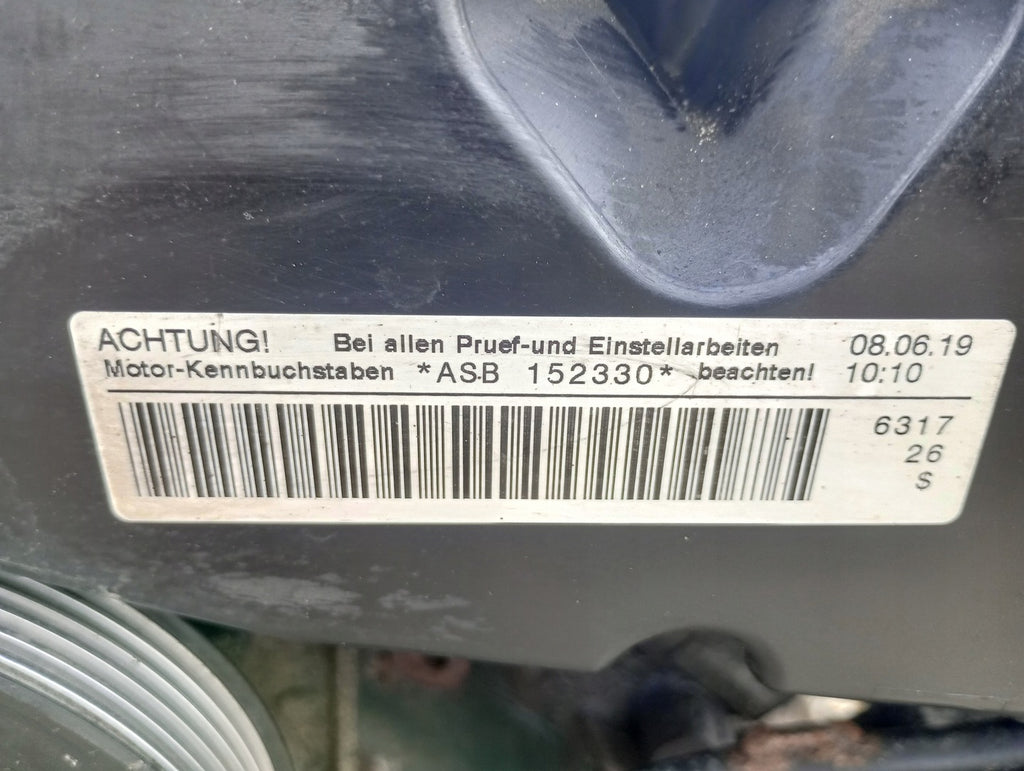 ACHTUNG! Bei allen Pruef-und Einstellarbeiten 08.06.19
Motor-Kennbuchstaben *ASB 152330* beachten! 10:10
6317
26
$